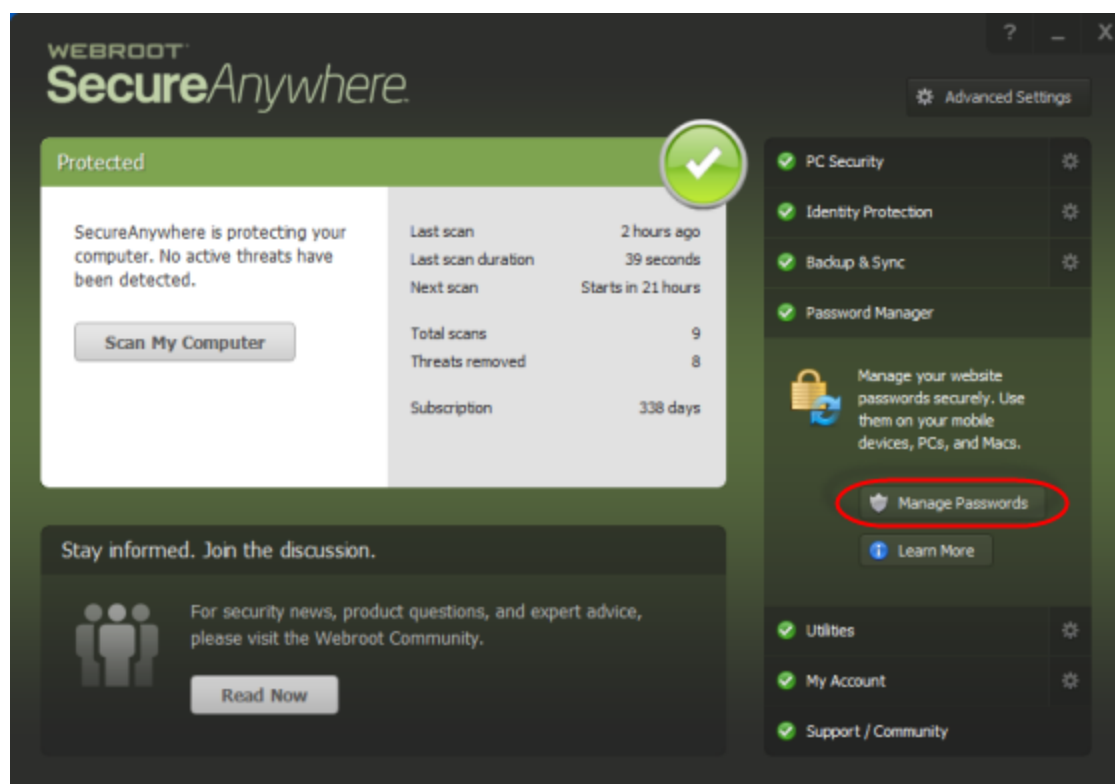 ? _ X
WEBROOT
SecureAnywhere.
Advanced Settings
Protected
SecureAnywhere is protecting your
computer. No active threats have
been detected.
Scan My Computer
Last scan 2 hours ago
Last scan duration 39 seconds
Next scan Starts in 21 hours
Total scans 9
Threats removed 8
Subscription 338 days
Stay informed. Join the discussion.
For security news, product questions, and expert advice,
please visit the Webroot Community.
Read Now
PC Security
Identity Protection
Backup & Sync
Password Manager
Manage your website
passwords securely. Use
them on your mobile
devices, PCs, and Macs.
Manage Passwords
Learn More
Utilities
My Account
Support / Community